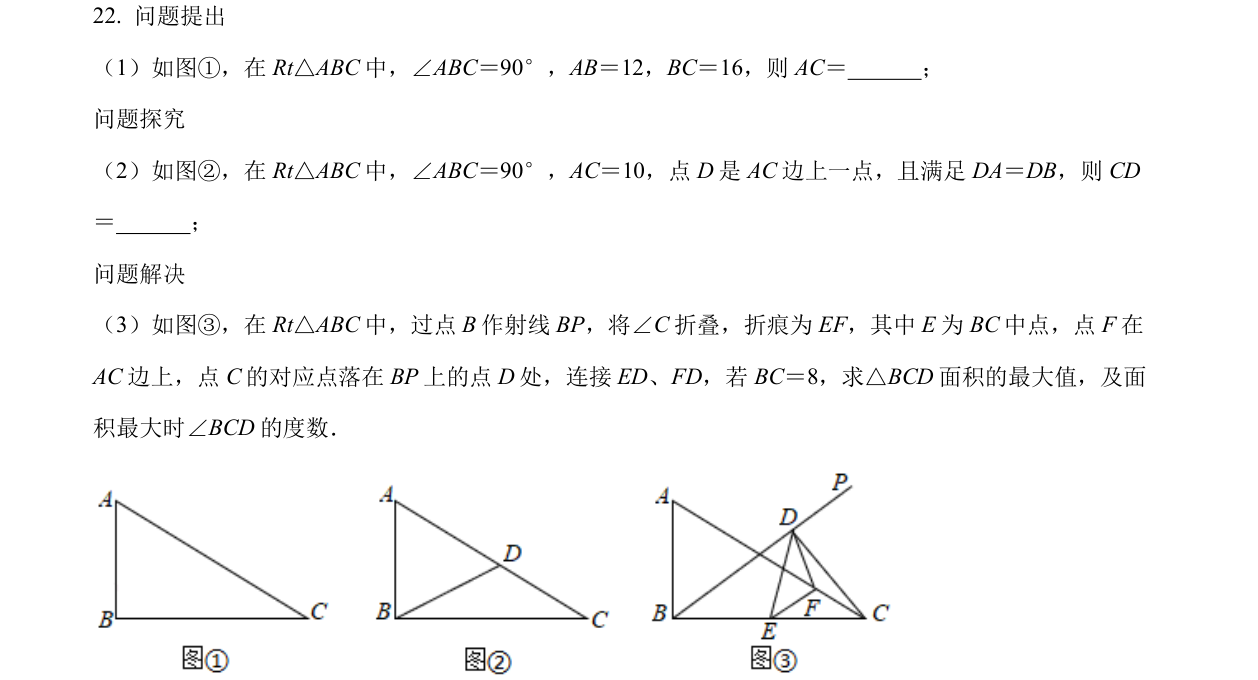 22. 问题提出
（1）如图①，在 Rt△ABC 中，∠ABC＝90°，AB＝12，BC＝16，则 AC＝______；
问题探究
（2）如图②，在 Rt△ABC 中，∠ABC＝90°，AC＝10，点 D 是 AC 边上一点，且满足 DA＝DB，则 CD
＝______；
问题解决
（3）如图③，在 Rt△ABC 中，过点 B 作射线 BP，将∠C 折叠，折痕为 EF，其中 E 为 BC 中点，点 F 在
AC 边上，点 C 的对应点落在 BP 上的点 D 处，连接 ED、FD，若 BC＝8，求△BCD 面积的最大值，及面
积最大时∠BCD 的度数．
A
B
C
图①
A
D
B
C
图②
P
A
D
B
F
C
E
图③